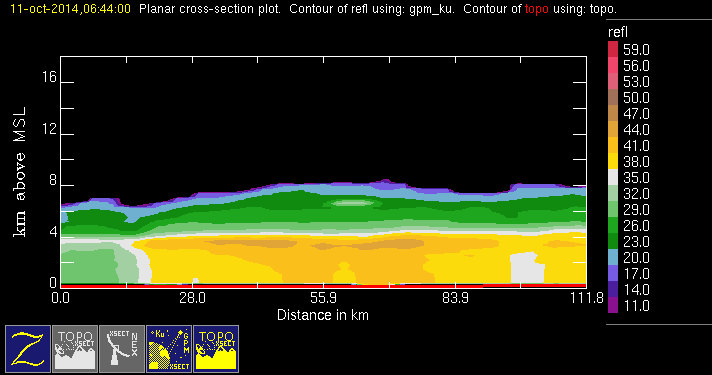 11-oct-2014,06:44:00 Planar cross-section plot. Contour of refl using: gpm_ku. Contour of topo using: topo.
refl
59.0
56.0
53.0
50.0
47.0
44.0
41.0
38.0
35.0
32.0
29.0
26.0
23.0
20.0
17.0
14.0
11.0
km above MSL
16
12
8
4
0
0.0 28.0 55.9 83.9 111.8
Distance in km
Z
TOPO XSECT
XSECT
Ku GPM XSECT
TOPO XSECT